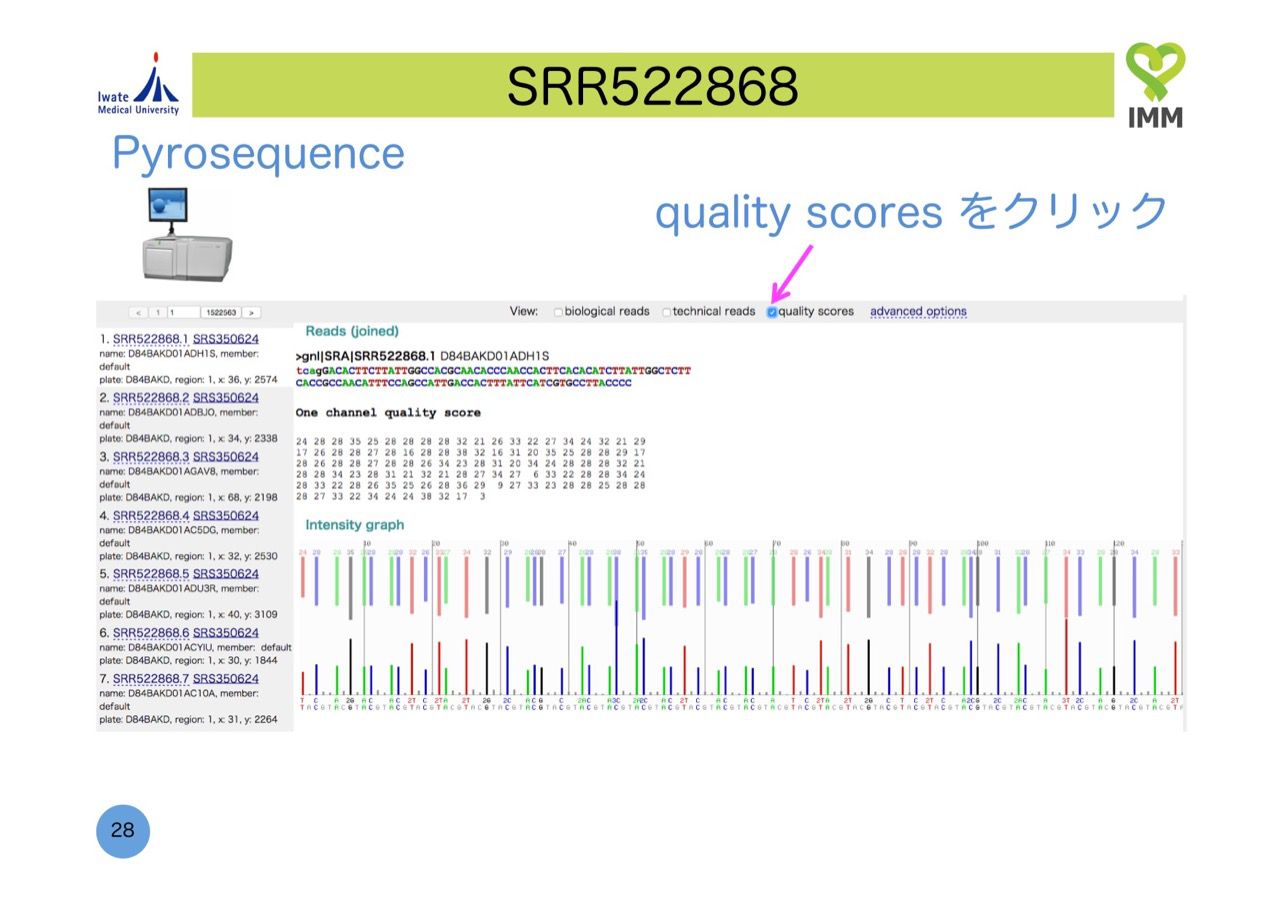 Iwate
Medical University
SRR522868
IMM
Pyrosequence
quality scores をクリック
< 1 1 1522563 >
View: biological reads technical reads quality scores advanced options
1. SRR522868.1 SRS350624
name: D84BAKD01ADH1S, member:
default
plate: D84BAKD, region: 1, x: 36, y: 2574
2. SRR522868.2 SRS350624
name: D84BAKD01ADBJO, member:
default
plate: D84BAKD, region: 1, x: 34, y: 2338
3. SRR522868.3 SRS350624
name: D84BAKD01AGAV8, member:
default
plate: D84BAKD, region: 1, x: 68, y: 2198
4. SRR522868.4 SRS350624
name: D84BAKD01AC5DG, member:
default
plate: D84BAKD, region: 1, x: 32, y: 2530
5. SRR522868.5 SRS350624
name: D84BAKD01ADU3R, member:
default
plate: D84BAKD, region: 1, x: 40, y: 3109
6. SRR522868.6 SRS350624
name: D84BAKD01ACYIU, member: default
plate: D84BAKD, region: 1, x: 30, y: 1844
7. SRR522868.7 SRS350624
name: D84BAKD01AC10A, member:
default
plate: D84BAKD, region: 1, x: 31, y: 2264
Reads (joined)
>gnl|SRA|SRR522868.1 D84BAKD01ADH1S
tcagGACACTTCTTATTGGCCACGCAACACCCAACCACTTCACACATCTTATTGGCTCTT
CACCGCCAACATTTCCAGCCATTGACCACTTTATTCATCGTGCCTTACCCC
One channel quality score
24 28 28 35 25 28 28 28 28 32 21 26 33 22 27 34 24 32 21 29
17 26 28 28 27 28 16 28 28 38 32 16 31 20 35 25 28 28 29 17
28 26 28 28 27 28 28 26 34 23 28 31 20 34 24 28 28 28 32 21
28 28 34 23 28 31 21 32 21 28 27 34 27 6 33 22 28 28 34 24
28 33 22 28 26 35 25 26 28 36 29 9 27 33 23 28 28 25 28 28
28 27 33 22 34 24 24 38 32 17 3
Intensity graph
10 20 30 40 50 60 70 80 90 100 110 120
28